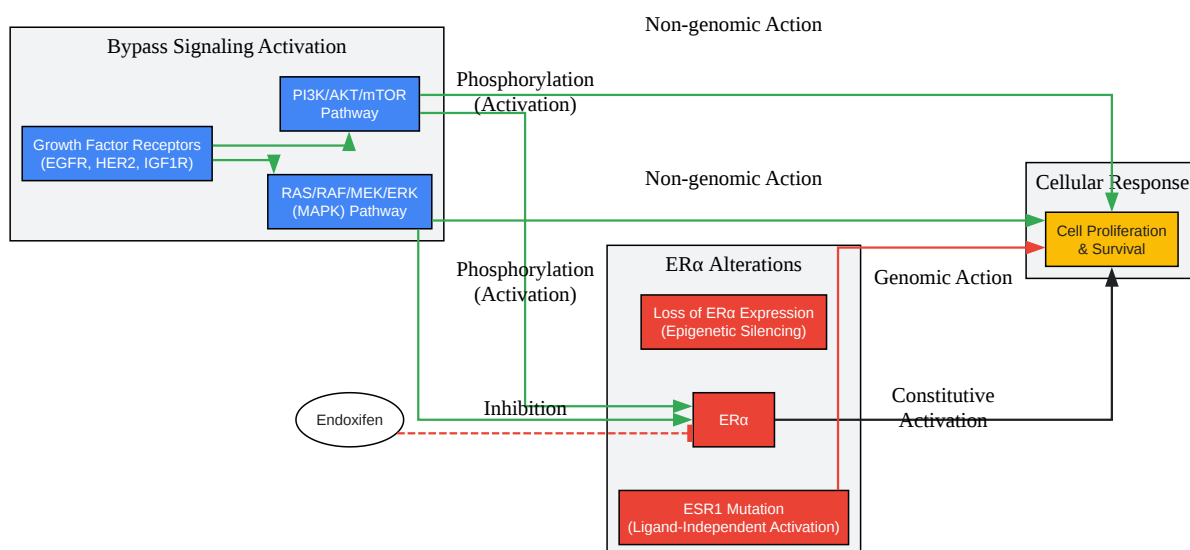 Non-genomic Action
Bypass Signaling Activation
PI3K/AKT/mTOR
Pathway
Phosphorylation
(Activation)
Growth Factor Receptors
(EGFR, HER2, IGF1R)
RAS/RAF/MEK/ERK
(MAPK) Pathway
Non-genomic Action
Cellular Response
Cell Proliferation
& Survival
Phosphorylation
(Activation)
ERα Alterations
Genomic Action
Loss of ERα Expression
(Epigenetic Silencing)
Endoxifen
Inhibition
ERα
Constitutive
Activation
ESR1 Mutation
(Ligand-Independent Activation)